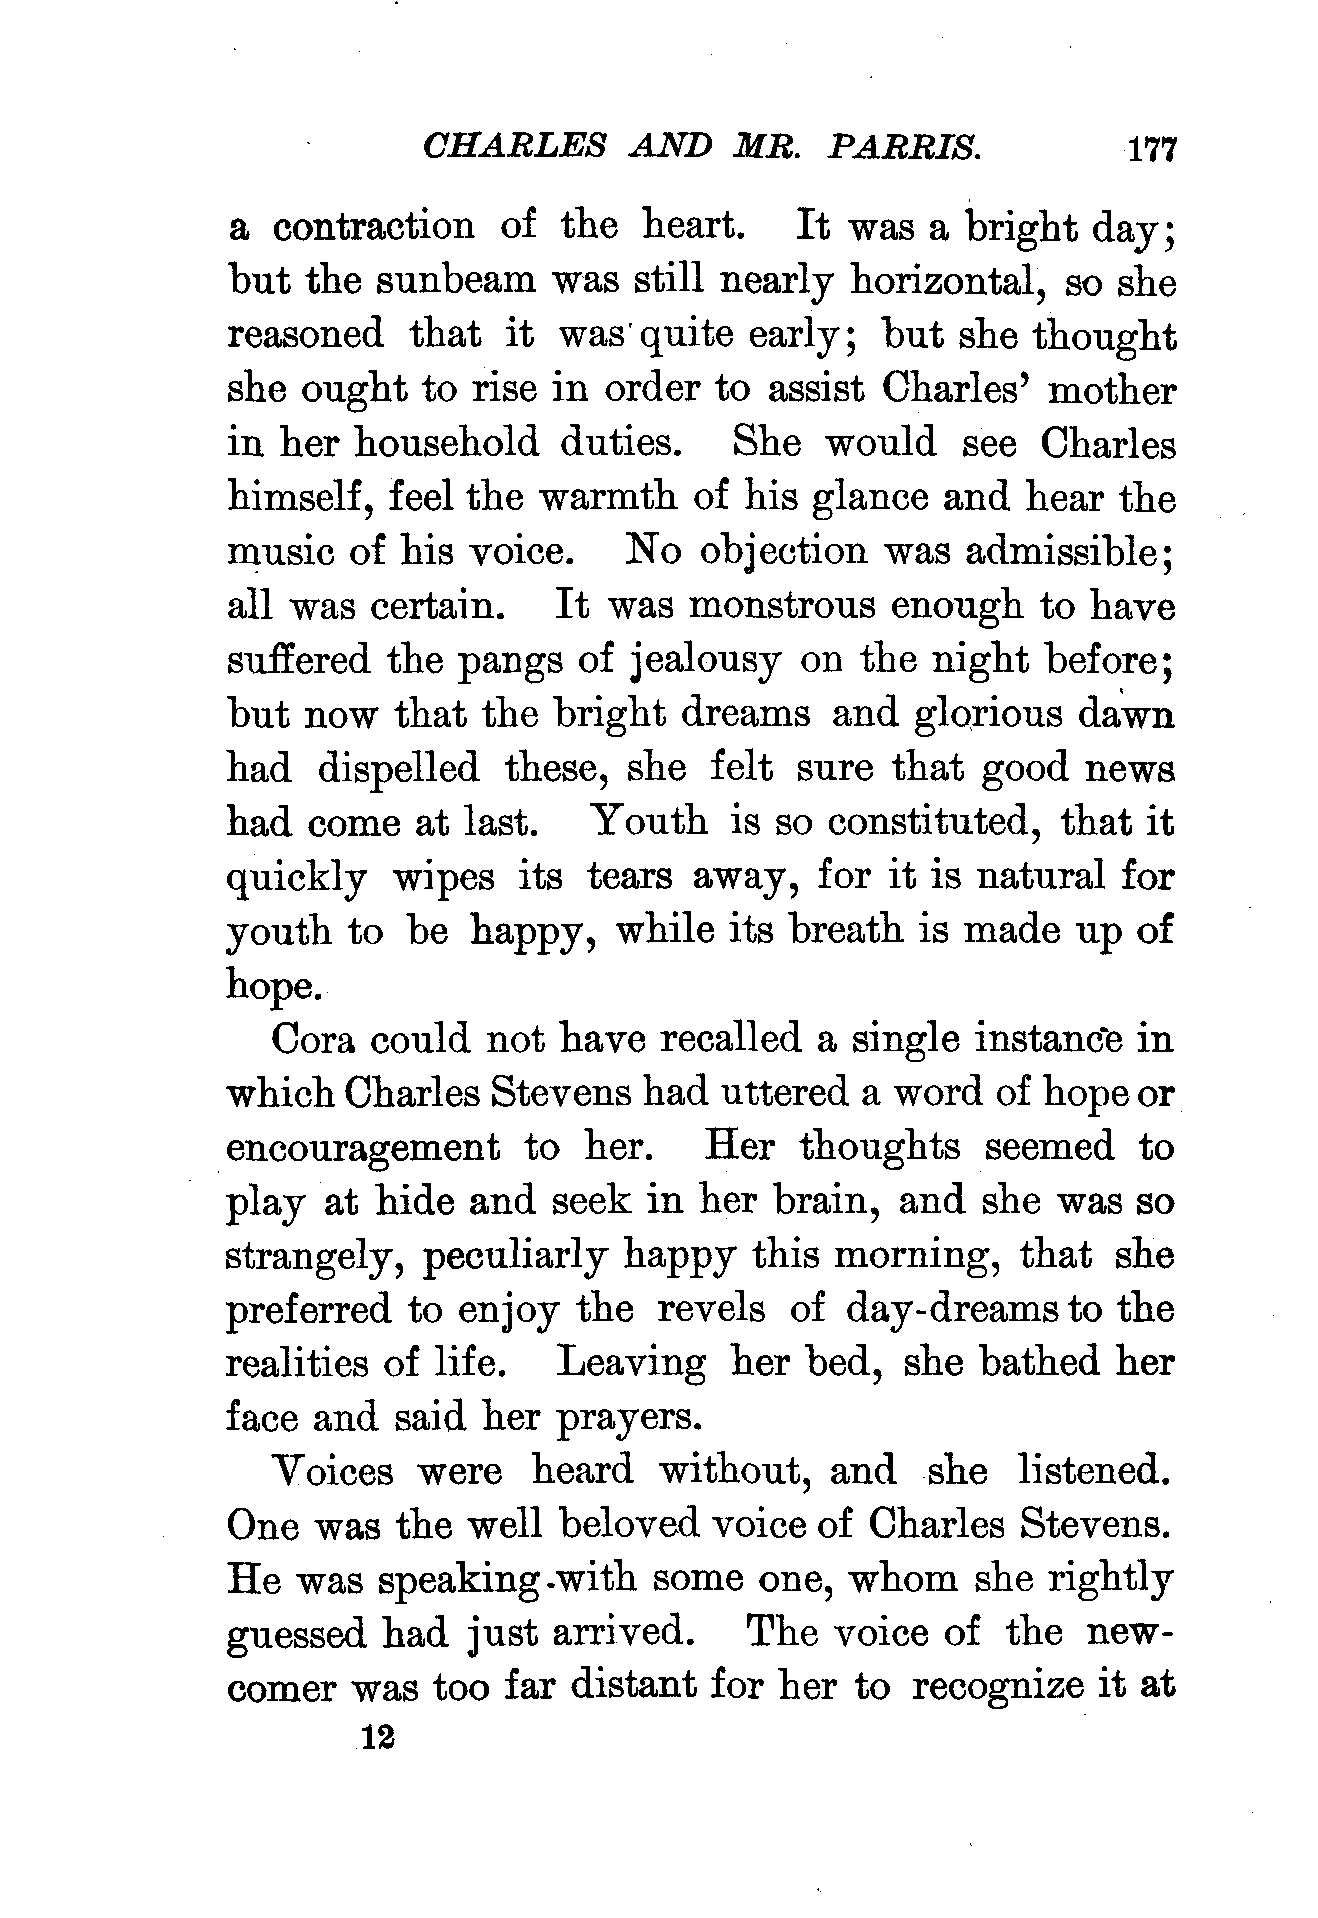 CHARLES AND MR. PARRIS. 177
a contraction of the heart. It was a bright day;
but the sunbeam was still nearly horizontal, so she
reasoned that it was quite early; but she thought
she ought to rise in order to assist Charles’ mother
in her household duties. She would see Charles
himself, feel the warmth of his glance and hear the
music of his voice. No objection was admissible;
all was certain. It was monstrous enough to have
suffered the pangs of jealousy on the night before;
but now that the bright dreams and glorious dawn
had dispelled these, she felt sure that good news
had come at last. Youth is so constituted, that it
quickly wipes its tears away, for it is natural for
youth to be happy, while its breath is made up of
hope.
Cora could not have recalled a single instance in
which Charles Stevens had uttered a word of hope or
encouragement to her. Her thoughts seemed to
play at hide and seek in her brain, and she was so
strangely, peculiarly happy this morning, that she
preferred to enjoy the revels of day-dreams to the
realities of life. Leaving her bed, she bathed her
face and said her prayers.
Voices were heard without, and she listened.
One was the well beloved voice of Charles Stevens.
He was speaking with some one, whom she rightly
guessed had just arrived. The voice of the new-
comer was too far distant for her to recognize it at
12